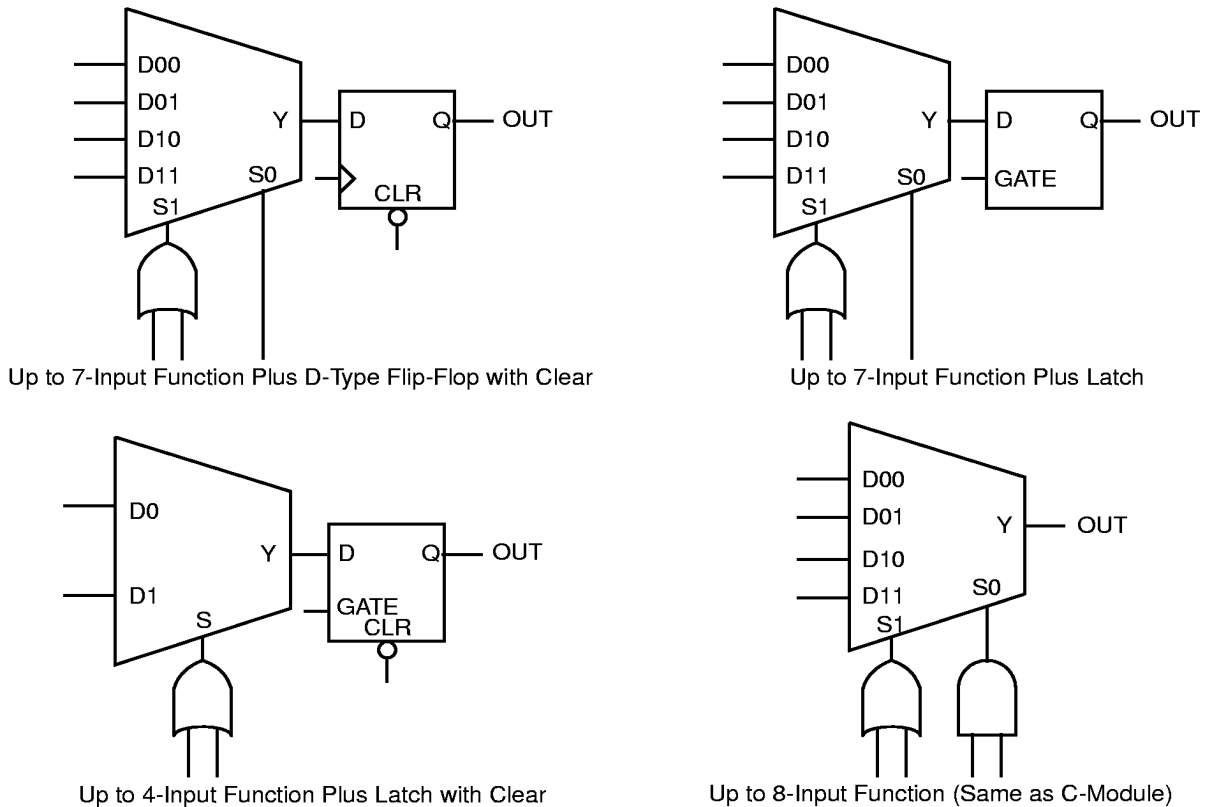 D00
D01
D10
D11
S1
S0
Y
D
Q
CLR
OUT
Up to 7-Input Function Plus D-Type Flip-Flop with Clear
D00
D01
D10
D11
S1
S0
Y
D
Q
GATE
OUT
Up to 7-Input Function Plus Latch
D0
D1
S
Y
D
Q
GATE
CLR
OUT
Up to 4-Input Function Plus Latch with Clear
D00
D01
D10
D11
S1
S0
Y
OUT
Up to 8-Input Function (Same as C-Module)